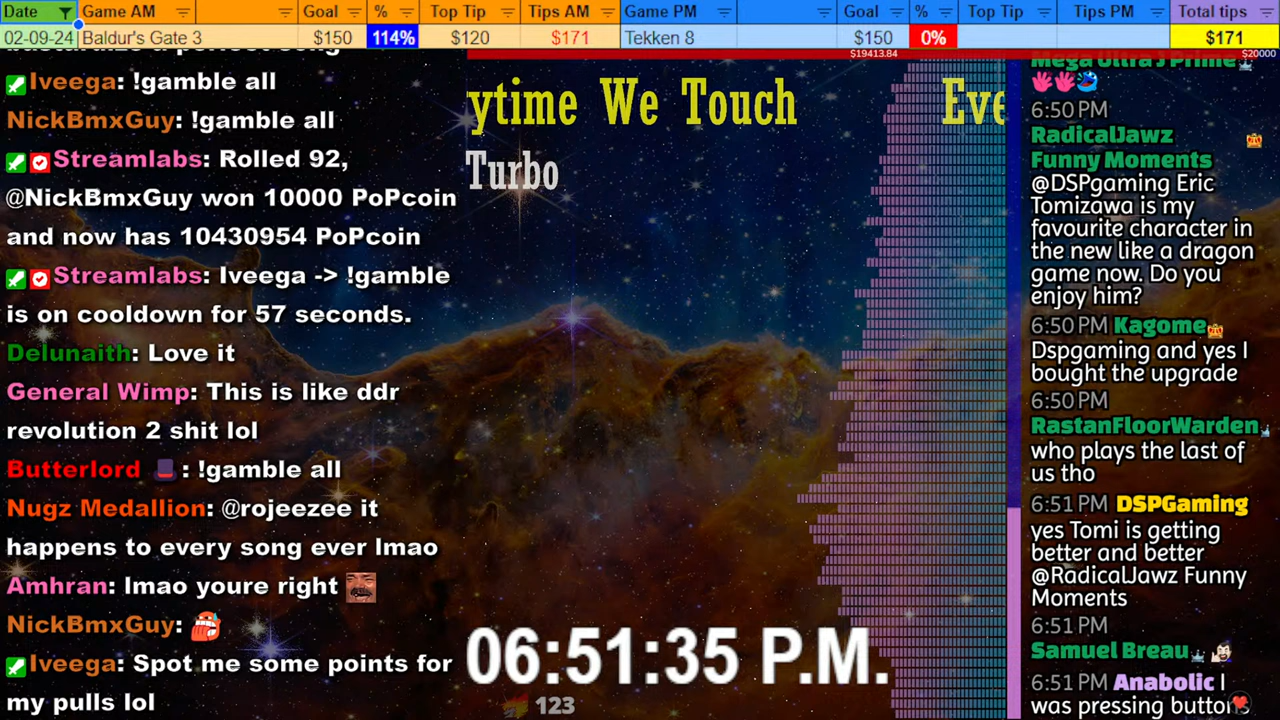 Date Game AM Goal % Top Tip Tips AM Game PM Goal % Top Tip Tips PM Total tips
02-09-24 Baldur's Gate 3 $150 114% $120 $171 Tekken 8 $150 0% $171
$19413.84 $20000
Iveega: !gamble all
NickBmxGuy: !gamble all
Streamlabs: Rolled 92,
@NickBmxGuy won 10000 PoPcoin
and now has 10430954 PoPcoin
Streamlabs: Iveega -> !gamble
is on cooldown for 57 seconds.
Delunaith: Love it
General Wimp: This is like ddr
revolution 2 shit lol
Butterlord : !gamble all
Nugz Medallion: @rojeezee it
happens to every song ever lmao
Amhran: lmao youre right
NickBmxGuy:
Iveega: Spot me some points for
my pulls lol
ytime We Touch Eve
Turbo
06:51:35 P.M.
123
Mega Ultra J Prime
6:50 PM
RadicalJawz
Funny Moments
@DSPgaming Eric
Tomizawa is my
favourite character in
the new like a dragon
game now. Do you
enjoy him?
6:50 PM Kagome
Dspgaming and yes I
bought the upgrade
6:50 PM
RastanFloorWarden
who plays the last of
us tho
6:51 PM DSPGaming
yes Tomi is getting
better and better
@RadicalJawz Funny
Moments
6:51 PM
Samuel Breau
6:51 PM Anabolic I
was pressing buttons